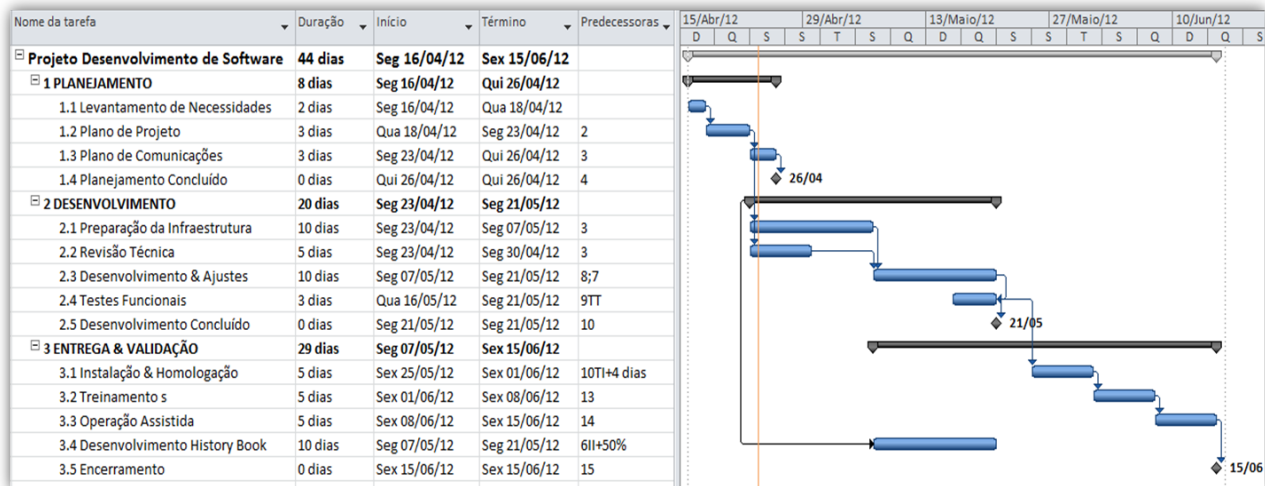 Nome da tarefa Duração Início Término Predecessoras 15/Abr/12 29/Abr/12 13/Maio/12 27/Maio/12 10/Jun/12
D Q S S T S Q D Q S S T S Q D Q S
Projeto Desenvolvimento de Software 44 dias Seg 16/04/12 Sex 15/06/12
1 PLANEJAMENTO 8 dias Seg 16/04/12 Qui 26/04/12
1.1 Levantamento de Necessidades 2 dias Seg 16/04/12 Qua 18/04/12
1.2 Plano de Projeto 3 dias Qua 18/04/12 Seg 23/04/12 2
1.3 Plano de Comunicações 3 dias Seg 23/04/12 Qui 26/04/12 3
1.4 Planejamento Concluído 0 dias Qui 26/04/12 Qui 26/04/12 4 26/04
2 DESENVOLVIMENTO 20 dias Seg 23/04/12 Seg 21/05/12
2.1 Preparação da Infraestrutura 10 dias Seg 23/04/12 Seg 07/05/12 3
2.2 Revisão Técnica 5 dias Seg 23/04/12 Seg 30/04/12 3
2.3 Desenvolvimento & Ajustes 10 dias Seg 07/05/12 Seg 21/05/12 8;7
2.4 Testes Funcionais 3 dias Qua 16/05/12 Seg 21/05/12 9TT
2.5 Desenvolvimento Concluído 0 dias Seg 21/05/12 Seg 21/05/12 10 21/05
3 ENTREGA & VALIDAÇÃO 29 dias Seg 07/05/12 Sex 15/06/12
3.1 Instalação & Homologação 5 dias Sex 25/05/12 Sex 01/06/12 10TI+4 dias
3.2 Treinamento s 5 dias Sex 01/06/12 Sex 08/06/12 13
3.3 Operação Assistida 5 dias Sex 08/06/12 Sex 15/06/12 14
3.4 Desenvolvimento History Book 10 dias Seg 07/05/12 Seg 21/05/12 6II+50%
3.5 Encerramento 0 dias Sex 15/06/12 Sex 15/06/12 15 15/06